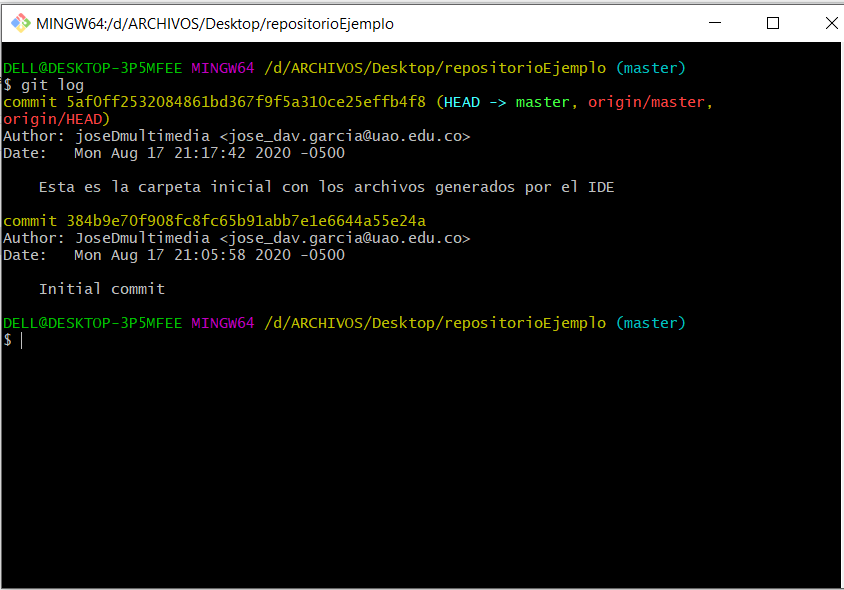 MINGW64:/d/ARCHIVOS/Desktop/repositorioEjemplo
DELL@DESKTOP-3P5MFEE MINGW64 /d/ARCHIVOS/Desktop/repositorioEjemplo (master)
$ git log
commit 5af0ff2532084861bd367f9f5a310ce25effb4f8 (HEAD -> master, origin/master,
origin/HEAD)
Author: joseDmultimedia <jose_dav.garcia@uao.edu.co>
Date:   Mon Aug 17 21:17:42 2020 -0500
    Esta es la carpeta inicial con los archivos generados por el IDE
commit 384b9e70f908fc8fc65b91abb7e1e6644a55e24a
Author: JoseDmultimedia <jose_dav.garcia@uao.edu.co>
Date:   Mon Aug 17 21:05:58 2020 -0500
    Initial commit
DELL@DESKTOP-3P5MFEE MINGW64 /d/ARCHIVOS/Desktop/repositorioEjemplo (master)
$